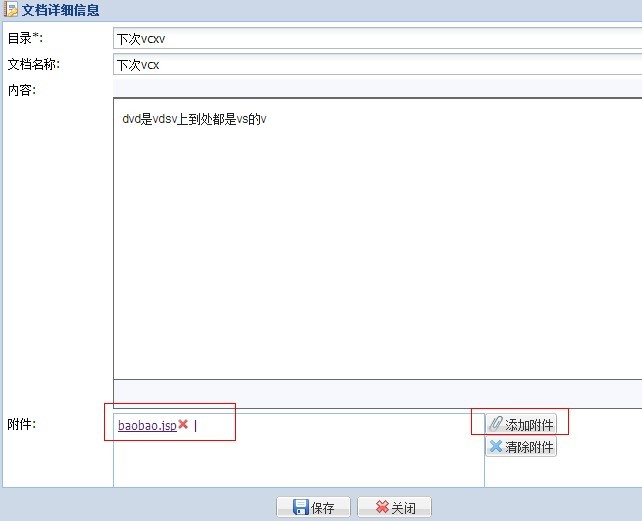 文档详细信息
目录*: 下次vcxv
文档名称: 下次vcx
内容:
dvd是vdsv上到处都是vs的v
附件: baobao.jsp | 添加附件
清除附件
保存 关闭